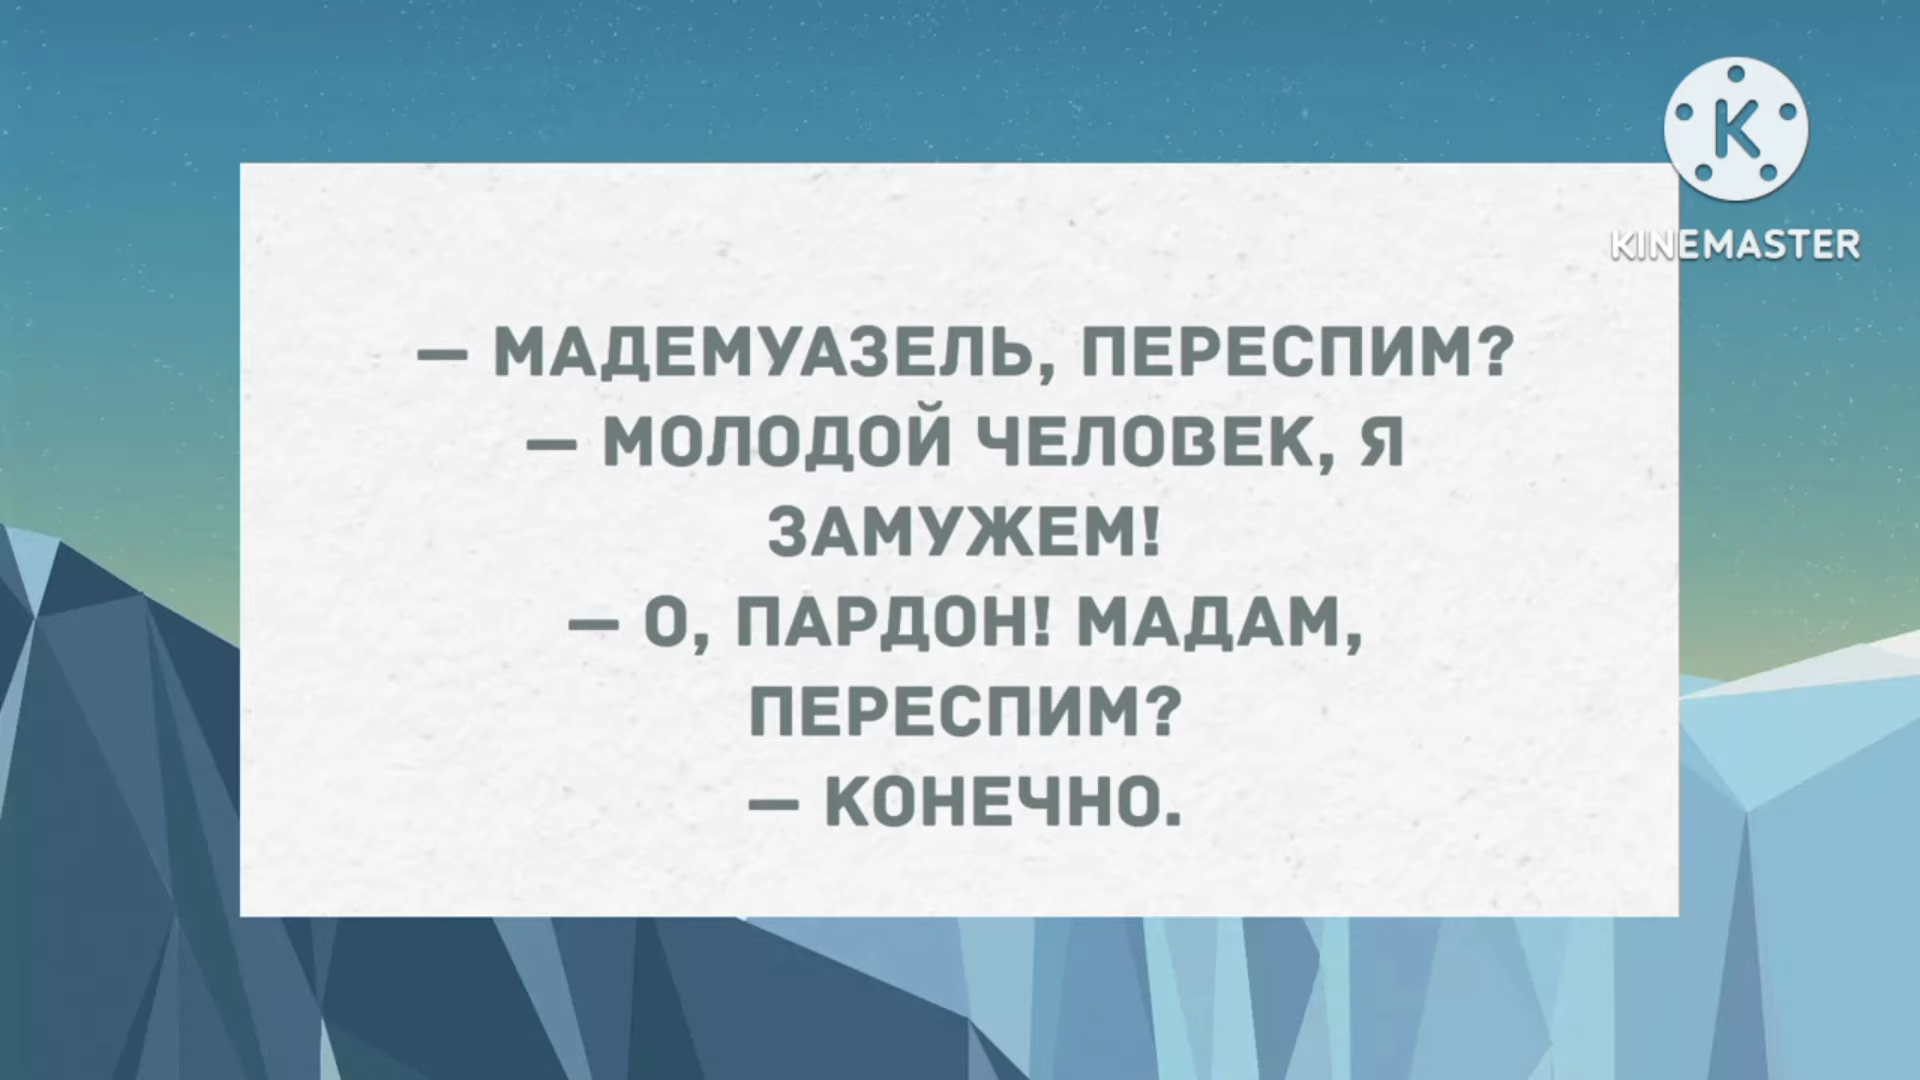 K
KINEMASTER
— МАДЕМУАЗЕЛЬ, ПЕРЕСПИМ?
— МОЛОДОЙ ЧЕЛОВЕК, Я
ЗАМУЖЕМ!
— О, ПАРДОН! МАДАМ,
ПЕРЕСПИМ?
— КОНЕЧНО.